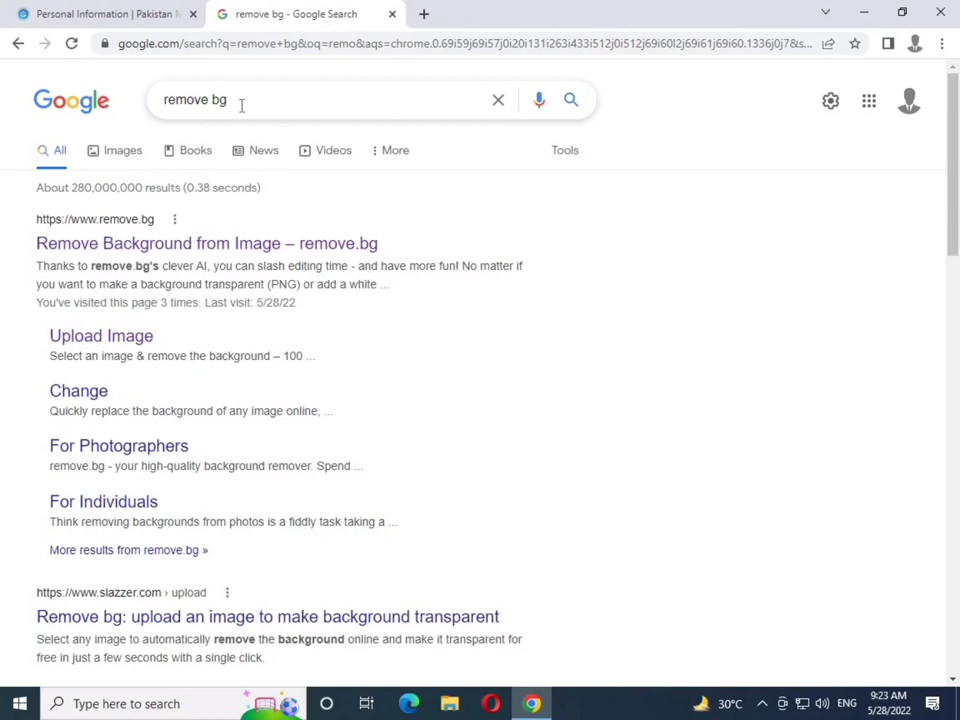 Personal Information | Pakistan
remove bg - Google Search
google.com/search?q=remove+bg&oq=remo&aqs=chrome.0.69i59j69i57j0i20i131i263i433i512j0i512j69i60l2j69i61j69i60.1336j0j7&s...
Google
remove bg
All
Images
Books
News
Videos
More
Tools
About 280,000,000 results (0.38 seconds)
https://www.remove.bg
Remove Background from Image – remove.bg
Thanks to remove.bg's clever AI, you can slash editing time - and have more fun! No matter if
you want to make a background transparent (PNG) or add a white ...
You've visited this page 3 times. Last visit: 5/28/22
Upload Image
Select an image & remove the background – 100 ...
Change
Quickly replace the background of any image online, ...
For Photographers
remove.bg - your high-quality background remover. Spend ...
For Individuals
Think removing backgrounds from photos is a fiddly task taking a ...
More results from remove.bg »
https://www.slazzer.com › upload
Remove bg: upload an image to make background transparent
Select any image to automatically remove the background online and make it transparent for
free in just a few seconds with a single click.
Type here to search
30°C
ENG
9:23 AM
5/28/2022